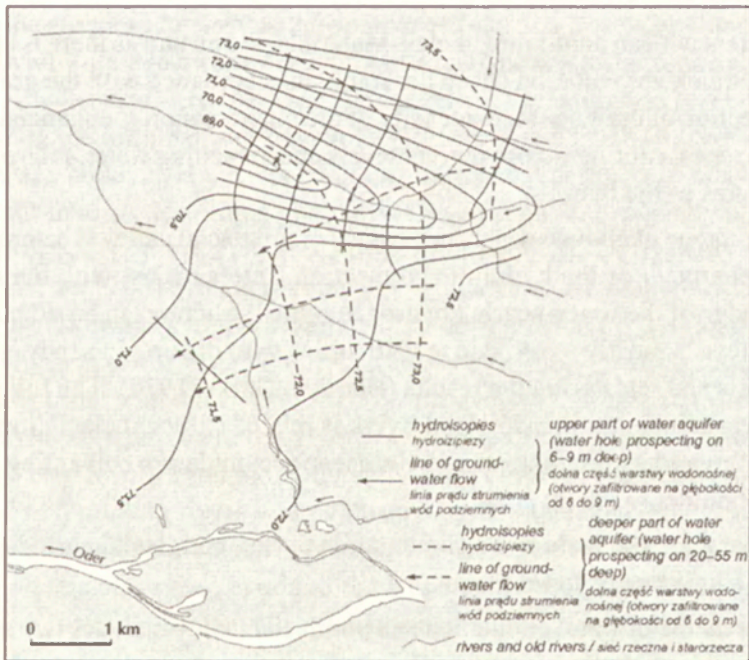 73,0
72,0
71,0
70,0
69,0
72,5
70,5
71,0
71,5
71,5
72,0
72,5
73,0
72,0
Oder
0 1 km
hydroisopies
hydroizipiezy
line of ground-
water flow
linia prądu strumienia
wód podziemnych
upper part of water aquifer
(water hole prospecting on
6–9 m deep)
dolna część warstwy wodonośnej
(otwory zafiltrowane na głębokości
od 6 do 9 m)
hydroisopies
hydroizipiezy
line of ground-
water flow
linia prądu strumienia
wód podziemnych
deeper part of water
aquifer (water hole
prospecting on 20–55 m
deep)
dolna część warstwy wodo-
nośnej (otwory zafiltrowane
na głębokości od 6 do 9 m)
rivers and old rivers / sieć rzeczna i starorzecza